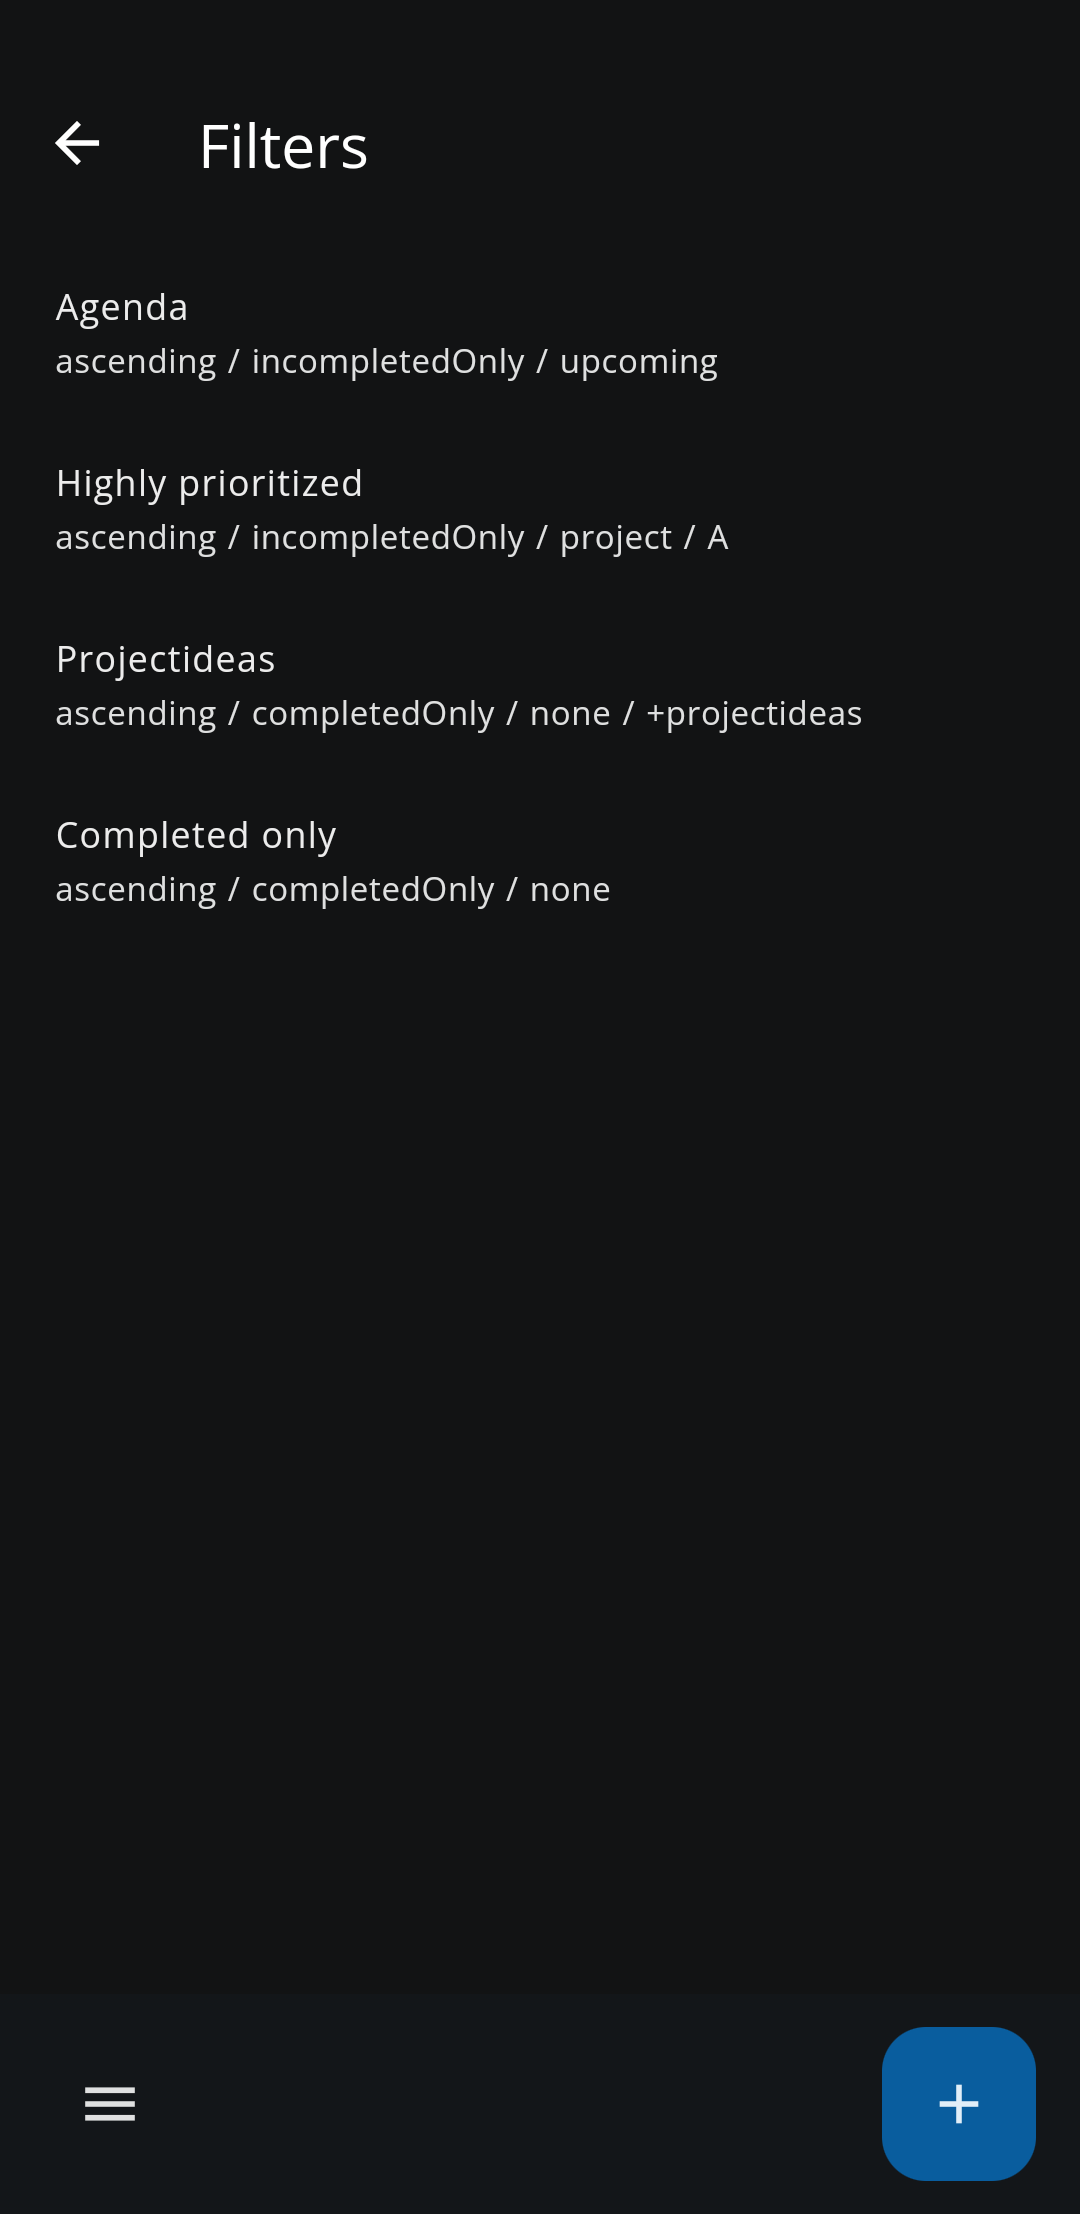 Filters
Agenda
ascending / incompletedOnly / upcoming
Highly prioritized
ascending / incompletedOnly / project / A
Projectideas
ascending / completedOnly / none / +projectideas
Completed only
ascending / completedOnly / none